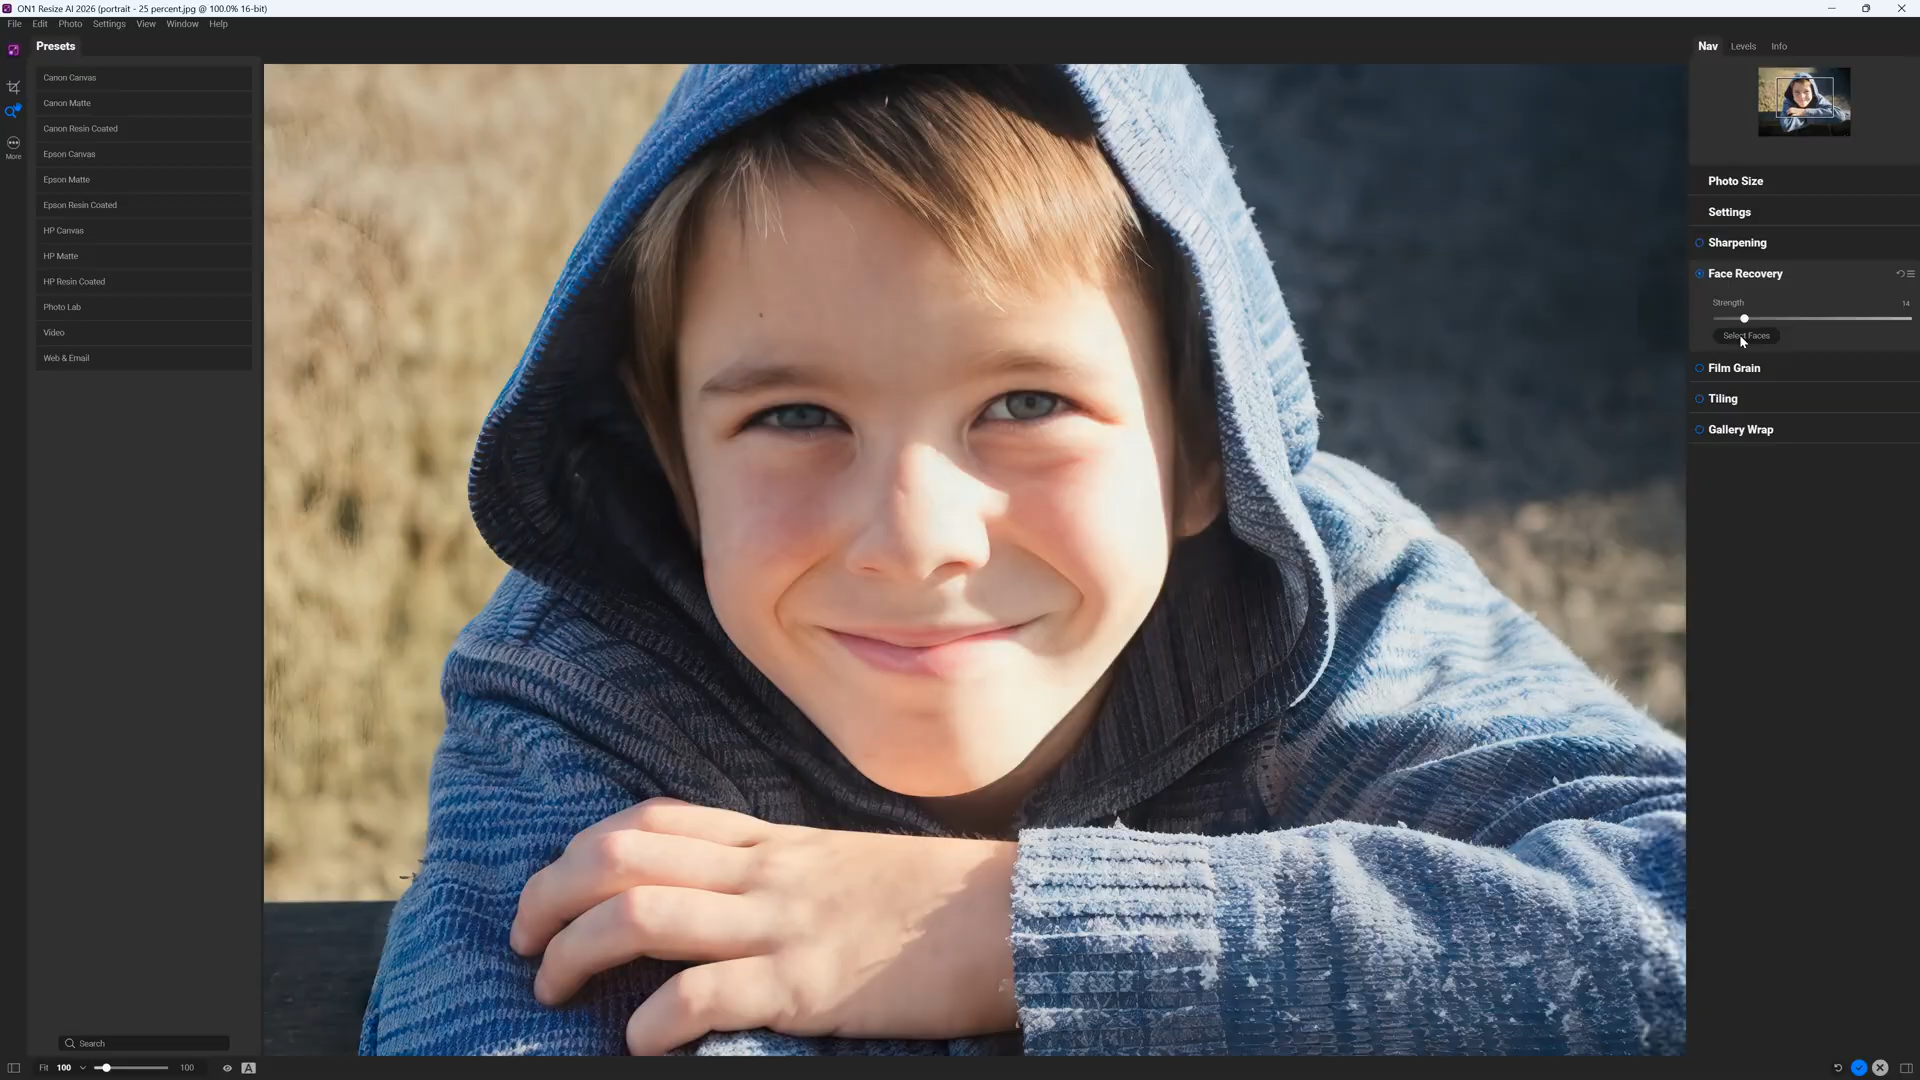 ON1 Resize AI 2026 (portrait - 25 percent.jpg @ 100.0% 16-bit)
File Edit Photo Settings View Window Help
Presets
Nav Levels Info
Canon Canvas
Canon Matte
Canon Resin Coated
Epson Canvas
More
Epson Matte
Epson Resin Coated
HP Canvas
HP Matte
HP Resin Coated
Photo Lab
Video
Web & Email
Photo Size
Settings
Sharpening
Face Recovery
Strength 14
Select Faces
Film Grain
Tiling
Gallery Wrap
Search
Fit 100 100 A